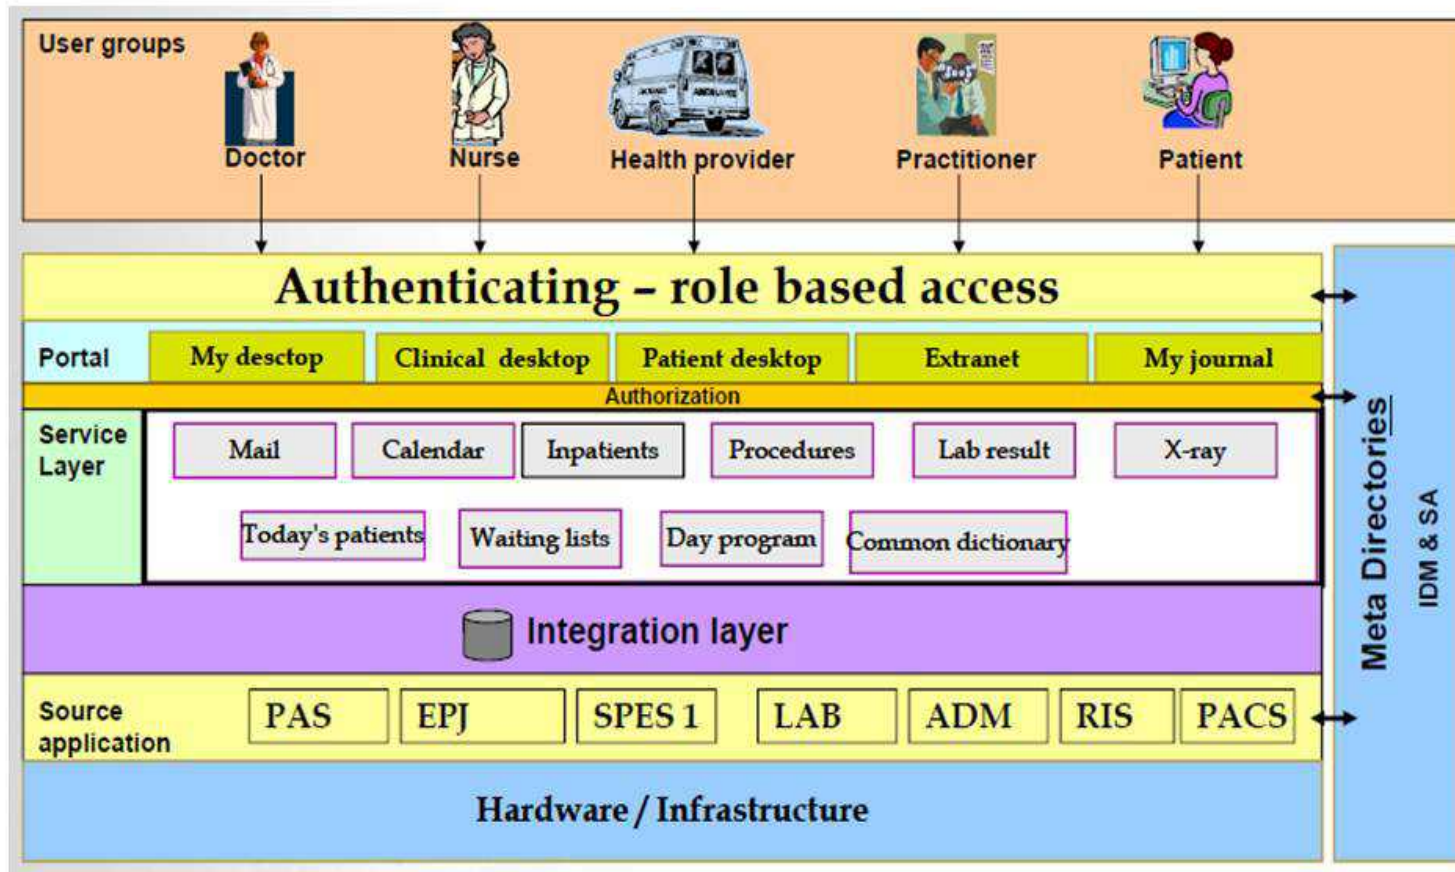 User groups
Doctor
Nurse
Health provider
Practitioner
Patient
Authenticating – role based access
Portal
My desctop
Clinical desktop
Patient desktop
Extranet
My journal
Authorization
Service
Layer
Mail
Calendar
Inpatients
Procedures
Lab result
X-ray
Today's patients
Waiting lists
Day program
Common dictionary
Integration layer
Source
application
PAS
EPJ
SPES 1
LAB
ADM
RIS
PACS
Hardware / Infrastructure
Meta Directories
IDM & SA